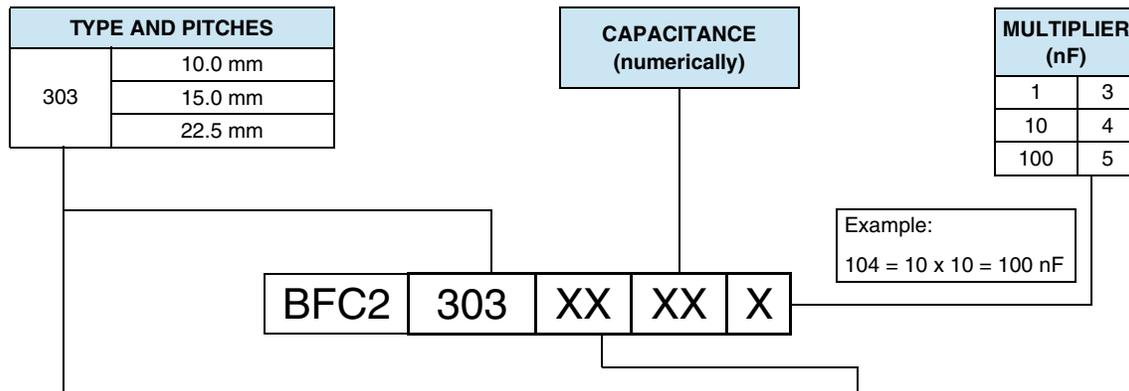 TYPE AND PITCHES
303
10.0 mm
15.0 mm
22.5 mm
CAPACITANCE
(numerically)
MULTIPLIER
(nF)
1 3
10 4
100 5
Example:
104 = 10 x 10 = 100 nF
BFC2 303 XX XX X